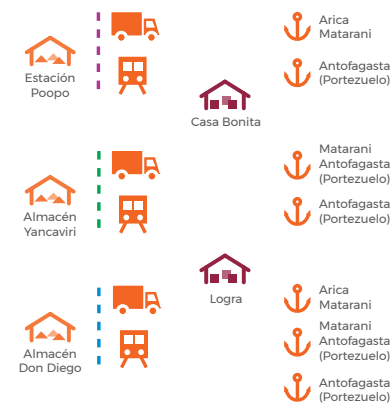 Arica
Matarani
Estación
Poopo
Antofagasta
(Portezuelo)
Casa Bonita
Matarani
Antofagasta
(Portezuelo)
Almacén
Yancaviri
Antofagasta
(Portezuelo)
Logra
Arica
Matarani
Almacén
Don Diego
Matarani
Antofagasta
(Portezuelo)
Antofagasta
(Portezuelo)